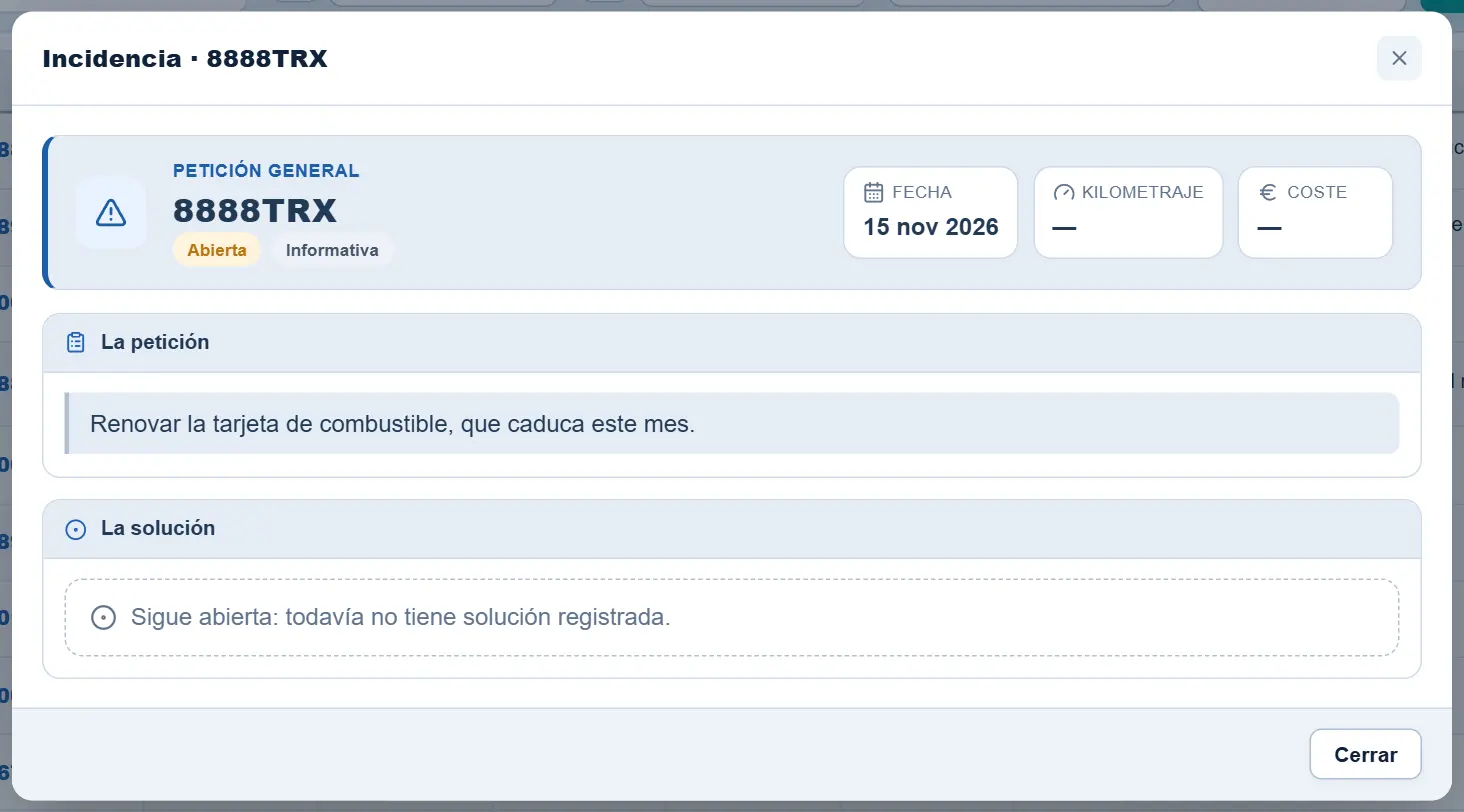 Incidencia · 8888TRX
PETICIÓN GENERAL
8888TRX
Abierta
Informativa
FECHA
15 nov 2026
KILOMETRAJE
—
COSTE
—
La petición
Renovar la tarjeta de combustible, que caduca este mes.
La solución
Sigue abierta: todavía no tiene solución registrada.
Cerrar